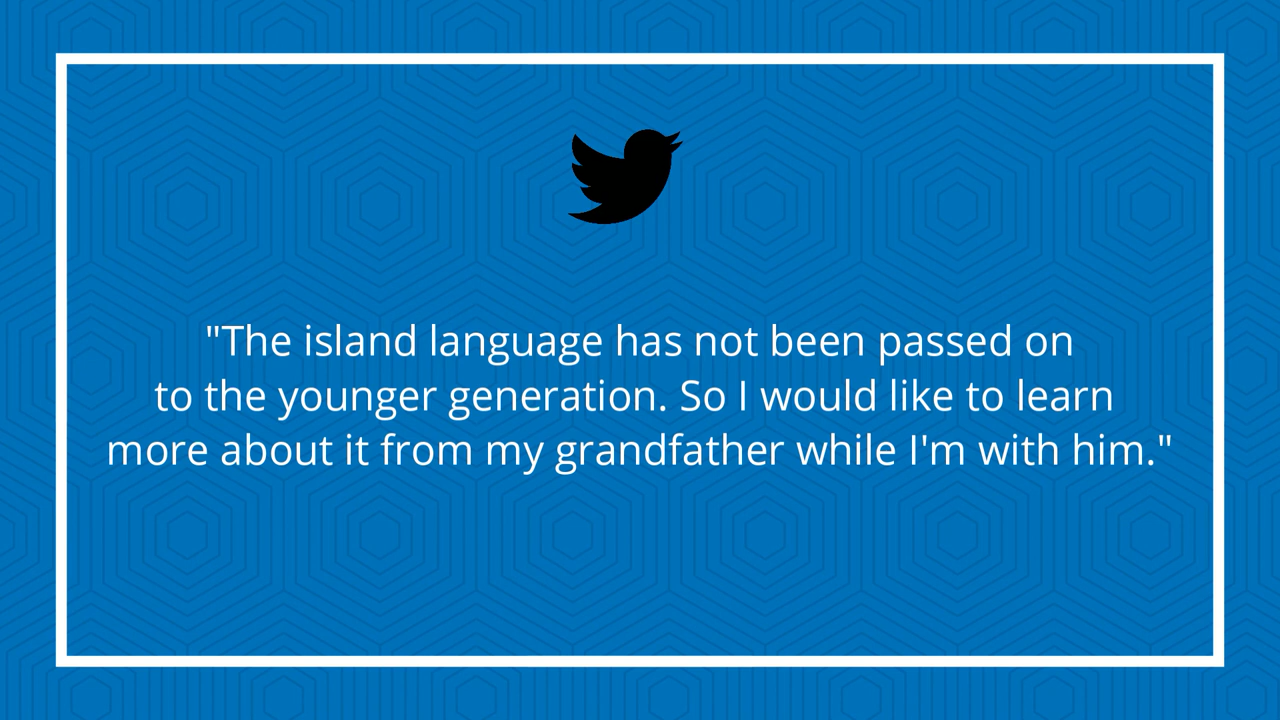 "The island language has not been passed on
to the younger generation. So I would like to learn
more about it from my grandfather while I'm with him."